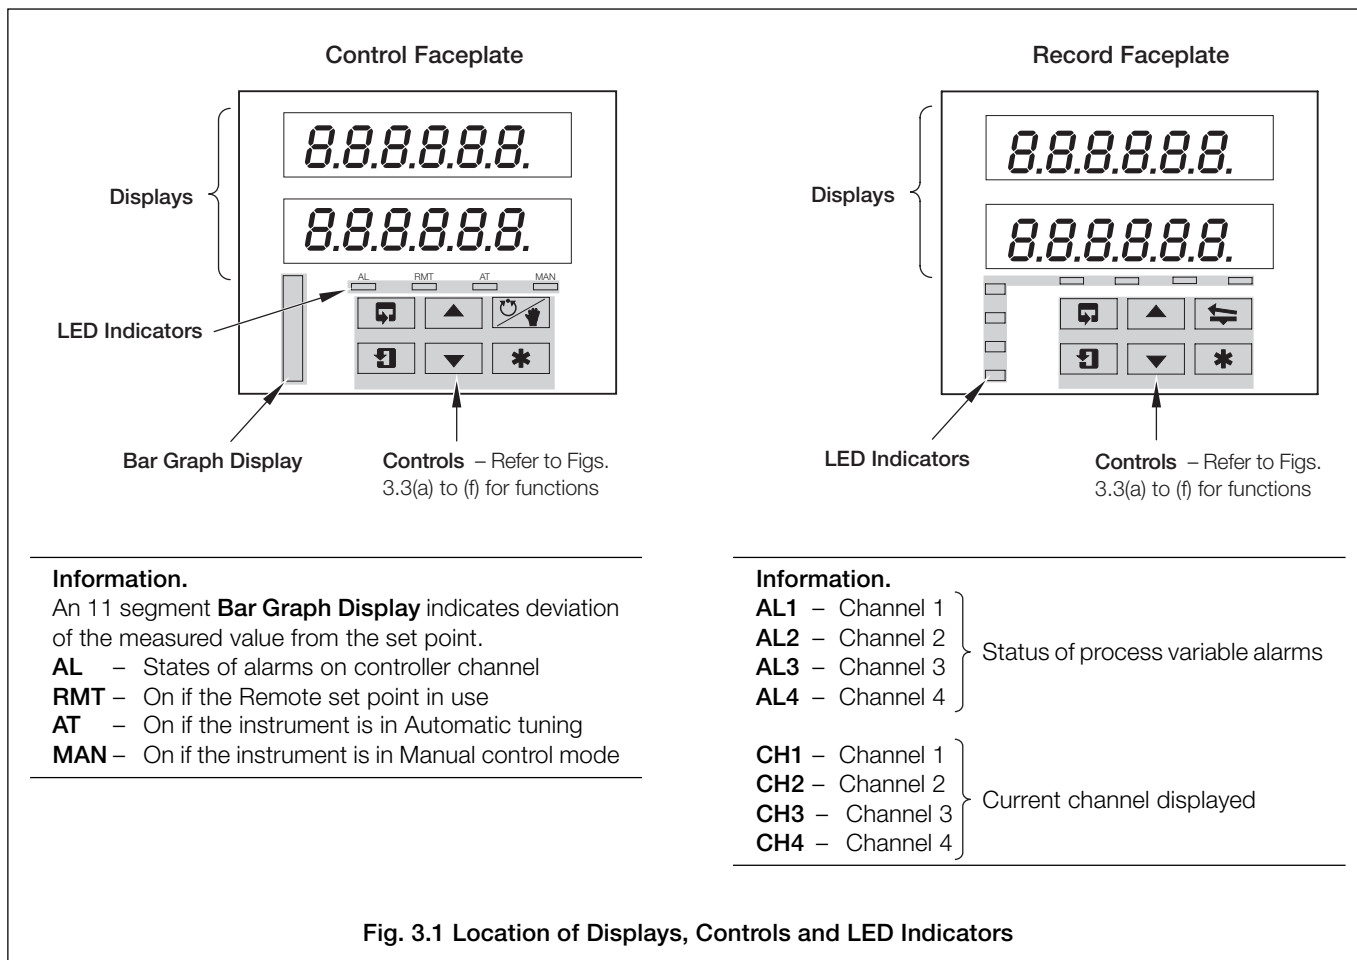 Control Faceplate
8.8.8.8.8.8.
Displays
8.8.8.8.8.8.
AL RMT AT MAN
LED Indicators
Bar Graph Display
Controls – Refer to Figs.
3.3(a) to (f) for functions
Information.
An 11 segment Bar Graph Display indicates deviation
of the measured value from the set point.
AL – States of alarms on controller channel
RMT – On if the Remote set point in use
AT – On if the instrument is in Automatic tuning
MAN – On if the instrument is in Manual control mode
Record Faceplate
8.8.8.8.8.8.
Displays
8.8.8.8.8.8.
LED Indicators
Controls – Refer to Figs.
3.3(a) to (f) for functions
Information.
AL1 – Channel 1
AL2 – Channel 2
AL3 – Channel 3
AL4 – Channel 4
Status of process variable alarms
CH1 – Channel 1
CH2 – Channel 2
CH3 – Channel 3
CH4 – Channel 4
Current channel displayed
Fig. 3.1 Location of Displays, Controls and LED Indicators